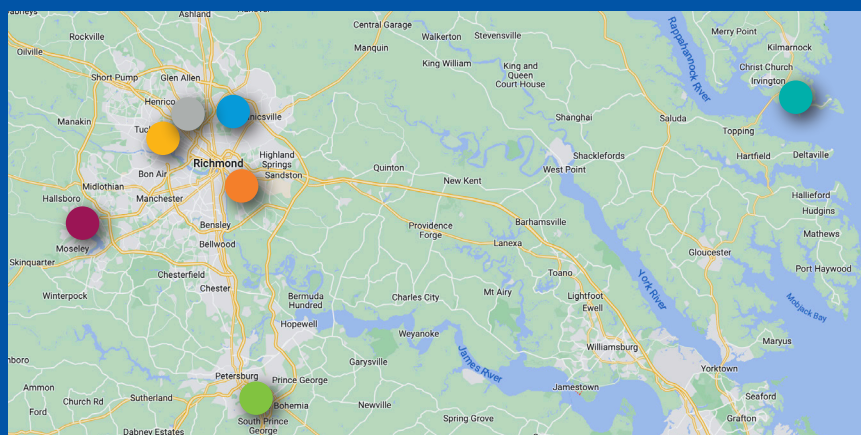 Ashland
Rockville
Oilville
Central Garage
Manquin
Walkerton
Stevensville
King William
King and
Queen
Court House
Rappahannock River
Merry Point
Kilmarnock
Christ Church
Irvington
Short Pump
Glen Allen
Henrico
Manakin
Richmond
Highland
Springs
Sandston
Bon Air
Midlothian
Hallsboro
Manchester
Moseley
Skinquarter
Bensley
Bellwood
Chesterfield
Chester
Winterpock
Quinton
New Kent
Providence
Forge
Lanexa
Barhamsville
Shanghai
Shacklefords
West Point
Saluda
Topping
Hartfield
Deltaville
Hallieford
Hudgins
Mathews
Gloucester
Port Haywood
Mobjack Bay
Toano
Lightfoot
Ewell
York River
Mt Airy
Charles City
Bermuda
Hundred
Hopewell
Weyanoke
James River
Williamsburg
Jamestown
Maryus
Yorktown
Seaford
Grafton
Garysville
Petersburg
Prince George
Bohemia
South Prince
George
Newville
Spring Grove
Ammon
Ford
Church Rd
Sutherland
Dabney Estates